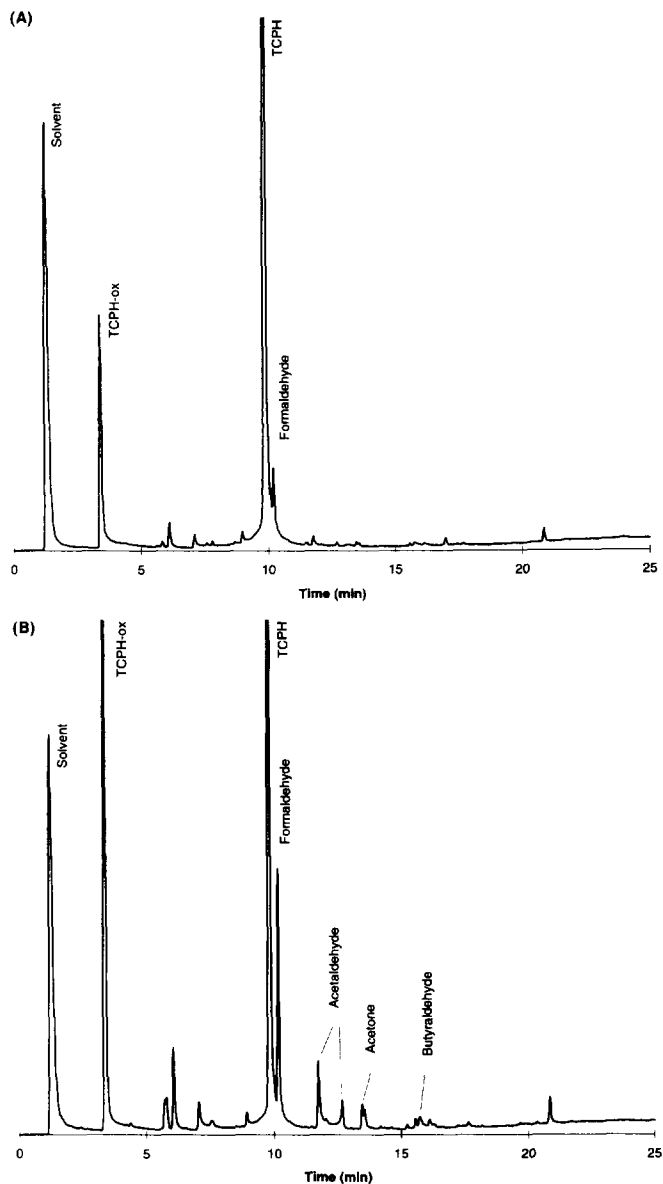 (A)
Solvent
TCPH-ox
TCPH
Formaldehyde
0 5 10 15 20 25
Time (min)
(B)
Solvent
TCPH-ox
TCPH
Formaldehyde
Acetaldehyde
Acetone
Butyraldehyde
0 5 10 15 20 25
Time (min)